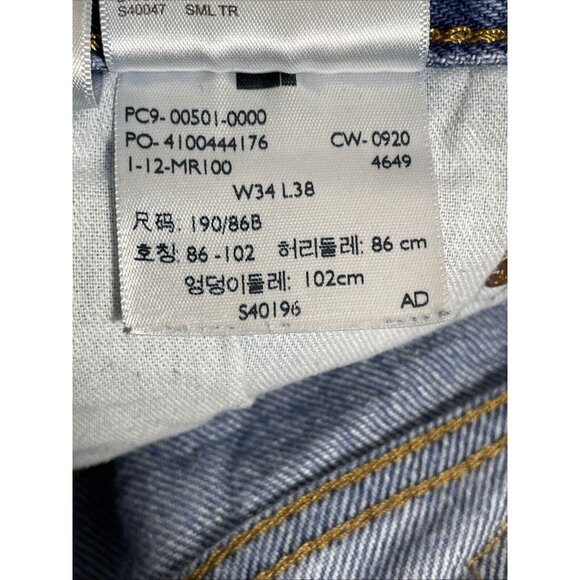 S40047 SML TR
PC9- 00501-0000
PO- 4100444176 CW- 0920
1-12-MR100 4649
W34 L38
尺码: 190/86B
호칭: 86 -102 허리둘레: 86 cm
엉덩이둘레: 102cm
S40196 AD